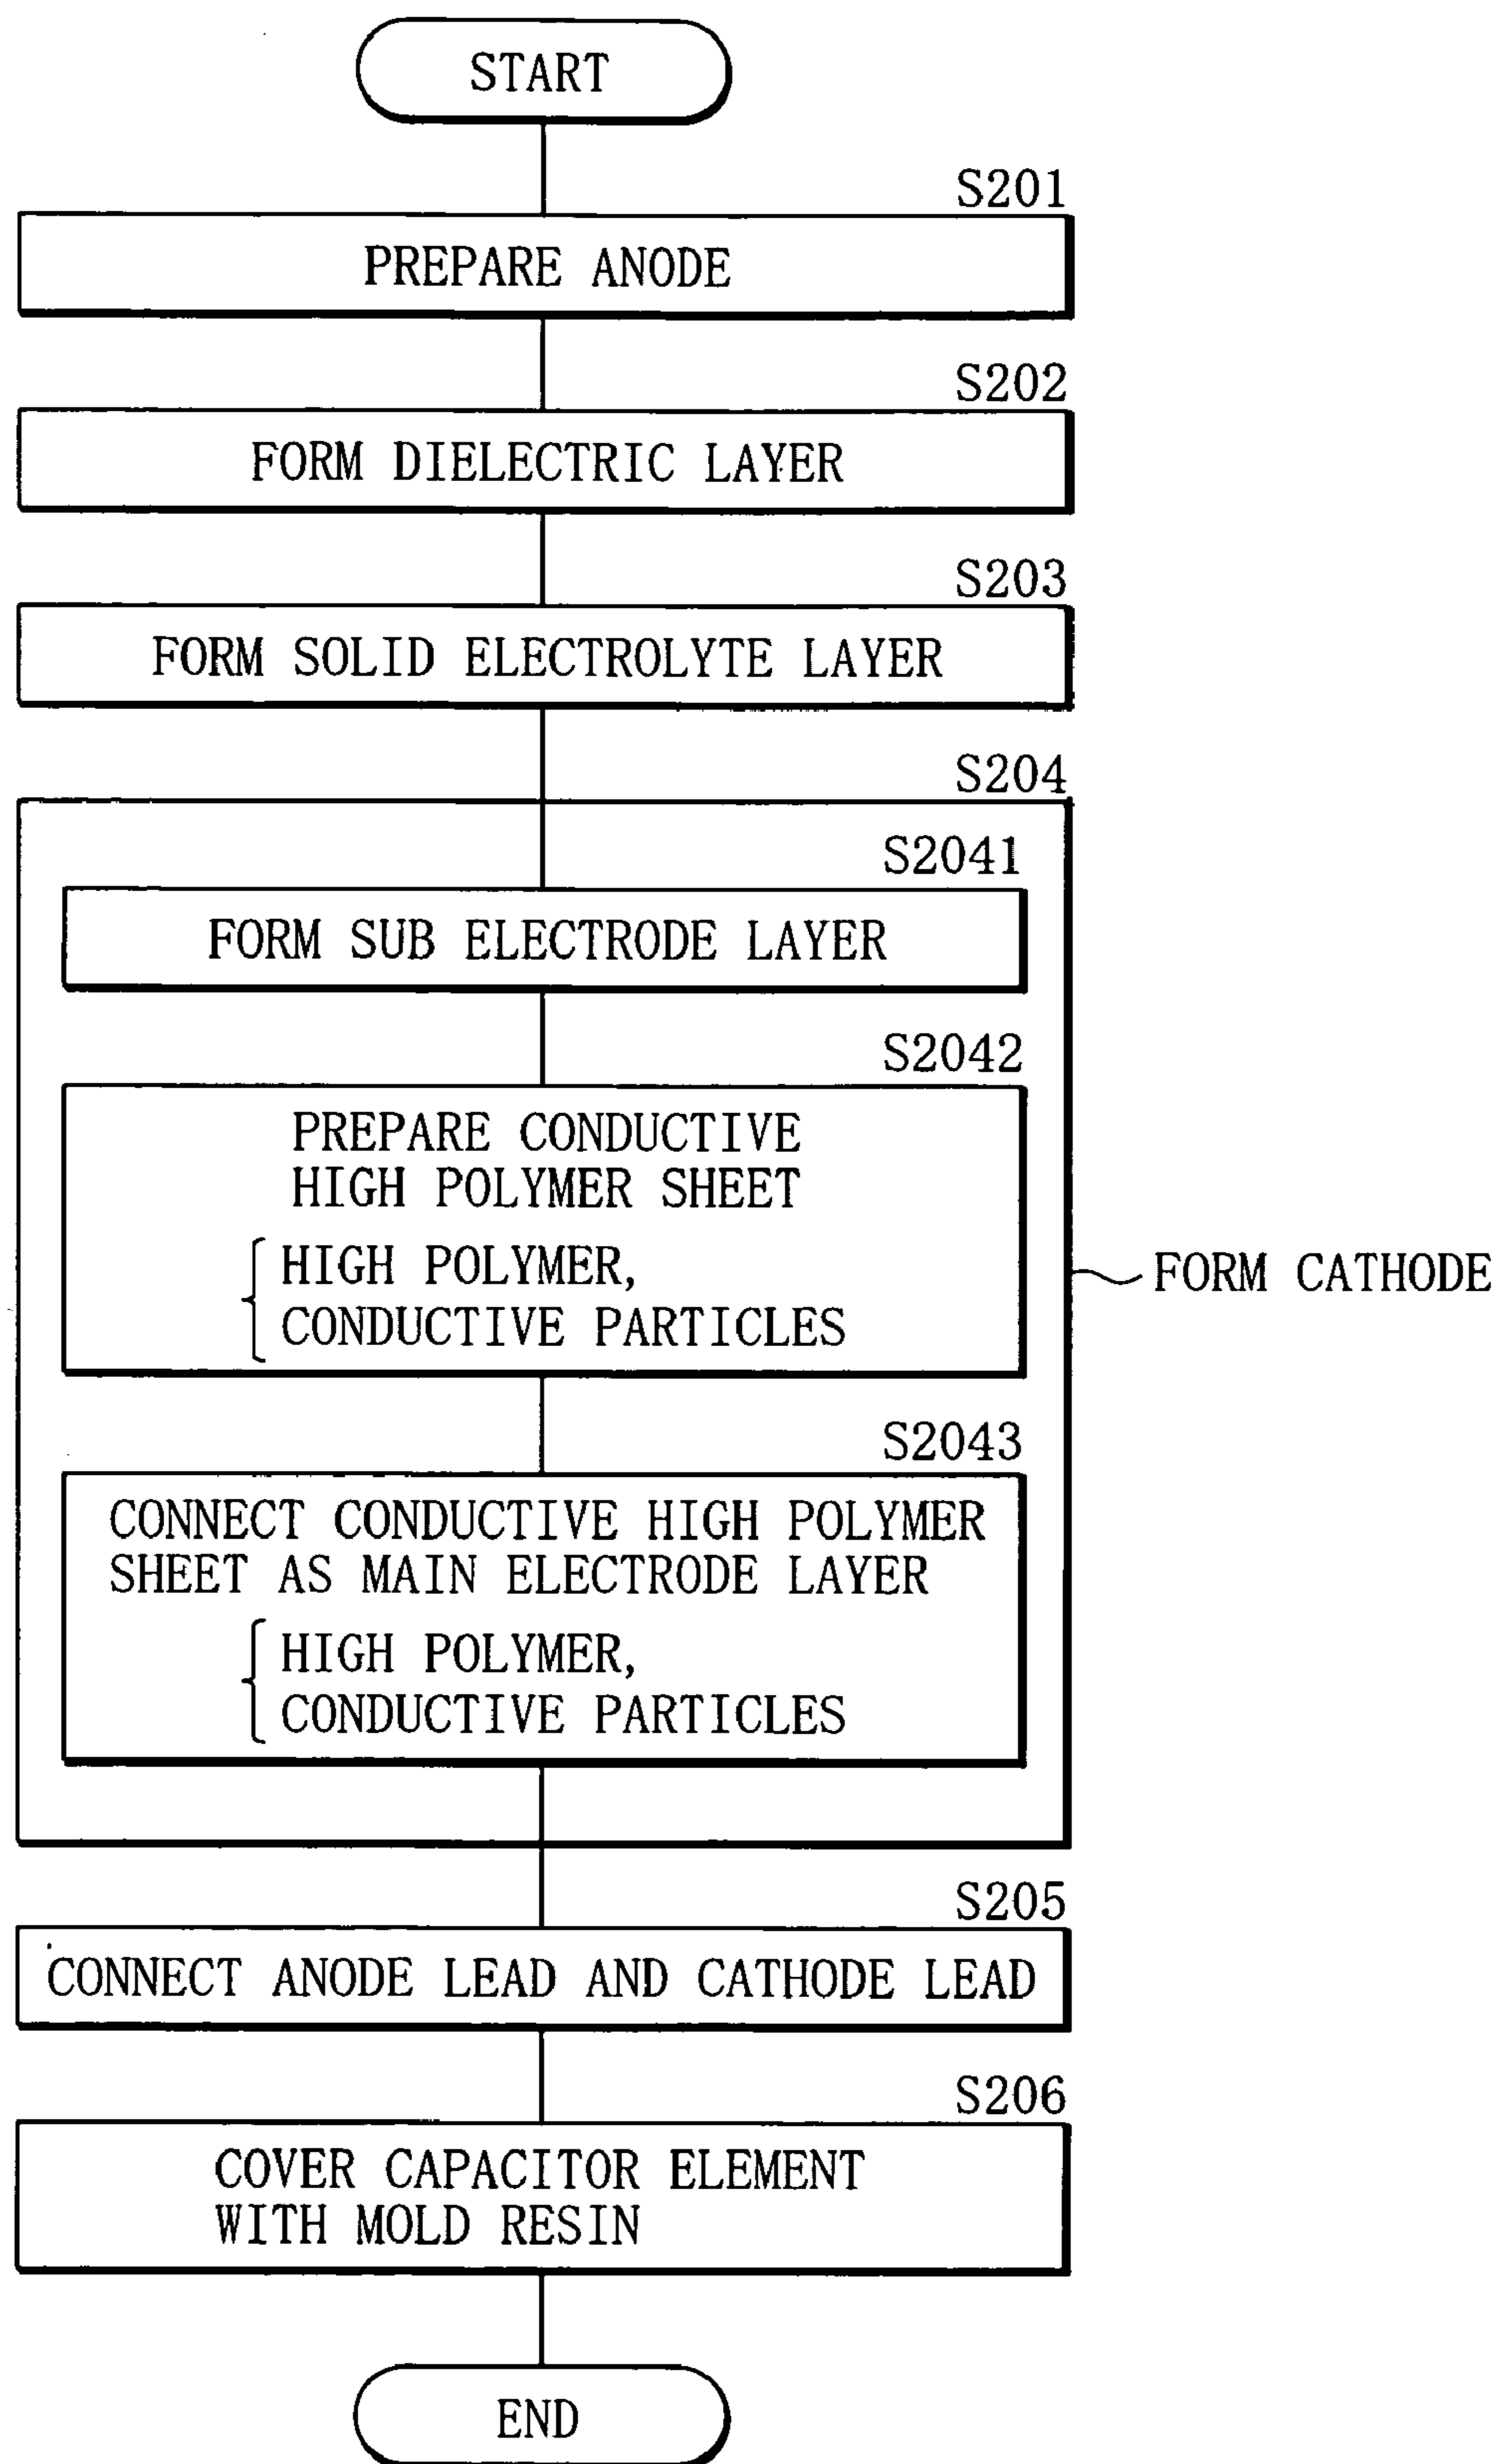 START
S201
PREPARE ANODE
S202
FORM DIELECTRIC LAYER
S203
FORM SOLID ELECTROLYTE LAYER
S204
S2041
FORM SUB ELECTRODE LAYER
S2042
PREPARE CONDUCTIVE
HIGH POLYMER SHEET
HIGH POLYMER,
CONDUCTIVE PARTICLES
FORM CATHODE
S2043
CONNECT CONDUCTIVE HIGH POLYMER
SHEET AS MAIN ELECTRODE LAYER
HIGH POLYMER,
CONDUCTIVE PARTICLES
S205
CONNECT ANODE LEAD AND CATHODE LEAD
S206
COVER CAPACITOR ELEMENT
WITH MOLD RESIN
END